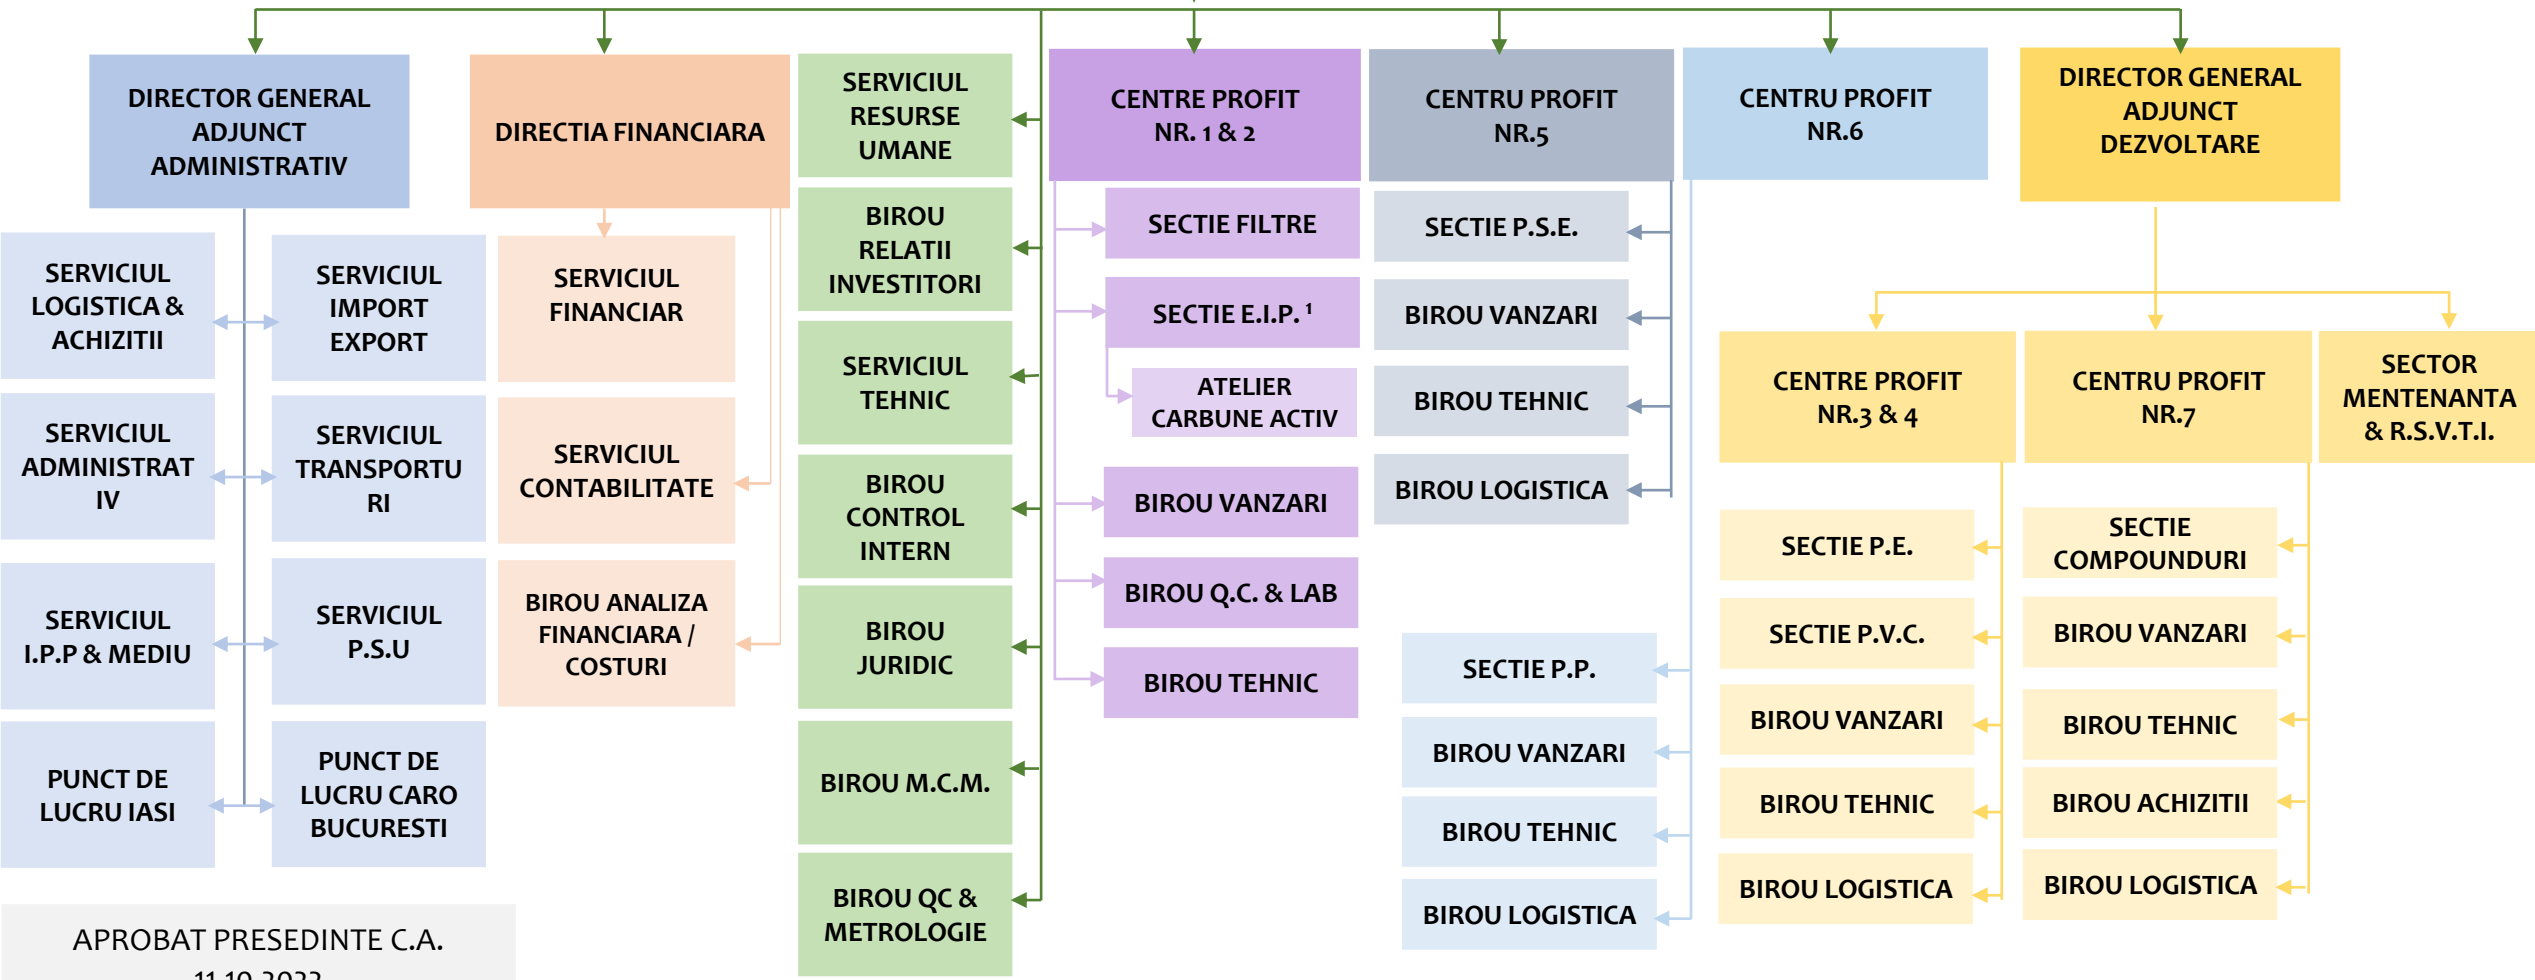 DIRECTOR GENERAL
ADJUNCT
ADMINISTRATIV
SERVICIUL
LOGISTICA &
ACHIZITII
SERVICIUL
IMPORT
EXPORT
SERVICIUL
ADMINISTRAT
IV
SERVICIUL
TRANSPORTU
RI
SERVICIUL
I.P.P & MEDIU
SERVICIUL
P.S.U
PUNCT DE
LUCRU IASI
PUNCT DE
LUCRU CARO
BUCURESTI
DIRECTIA FINANCIARA
SERVICIUL
FINANCIAR
SERVICIUL
CONTABILITATE
BIROU ANALIZA
FINANCIARA /
COSTURI
SERVICIUL
RESURSE
UMANE
BIROU
RELATII
INVESTITORI
SERVICIUL
TEHNIC
BIROU
CONTROL
INTERN
BIROU
JURIDIC
BIROU M.C.M.
BIROU QC &
METROLOGIE
CENTRE PROFIT
NR. 1 & 2
SECTIE FILTRE
SECTIE E.I.P. ¹
ATELIER
CARBUNE ACTIV
BIROU VANZARI
BIROU Q.C. & LAB
BIROU TEHNIC
CENTRU PROFIT
NR.5
SECTIE P.S.E.
BIROU VANZARI
BIROU TEHNIC
BIROU LOGISTICA
CENTRU PROFIT
NR.6
SECTIE P.P.
BIROU VANZARI
BIROU TEHNIC
BIROU LOGISTICA
DIRECTOR GENERAL
ADJUNCT
DEZVOLTARE
CENTRE PROFIT
NR.3 & 4
SECTIE P.E.
SECTIE P.V.C.
BIROU VANZARI
BIROU TEHNIC
BIROU LOGISTICA
CENTRU PROFIT
NR.7
SECTIE
COMPOUNDURI
BIROU VANZARI
BIROU TEHNIC
BIROU ACHIZITII
BIROU LOGISTICA
SECTOR
MENTENANTA
& R.S.V.T.I.
APROBAT PRESEDINTE C.A.